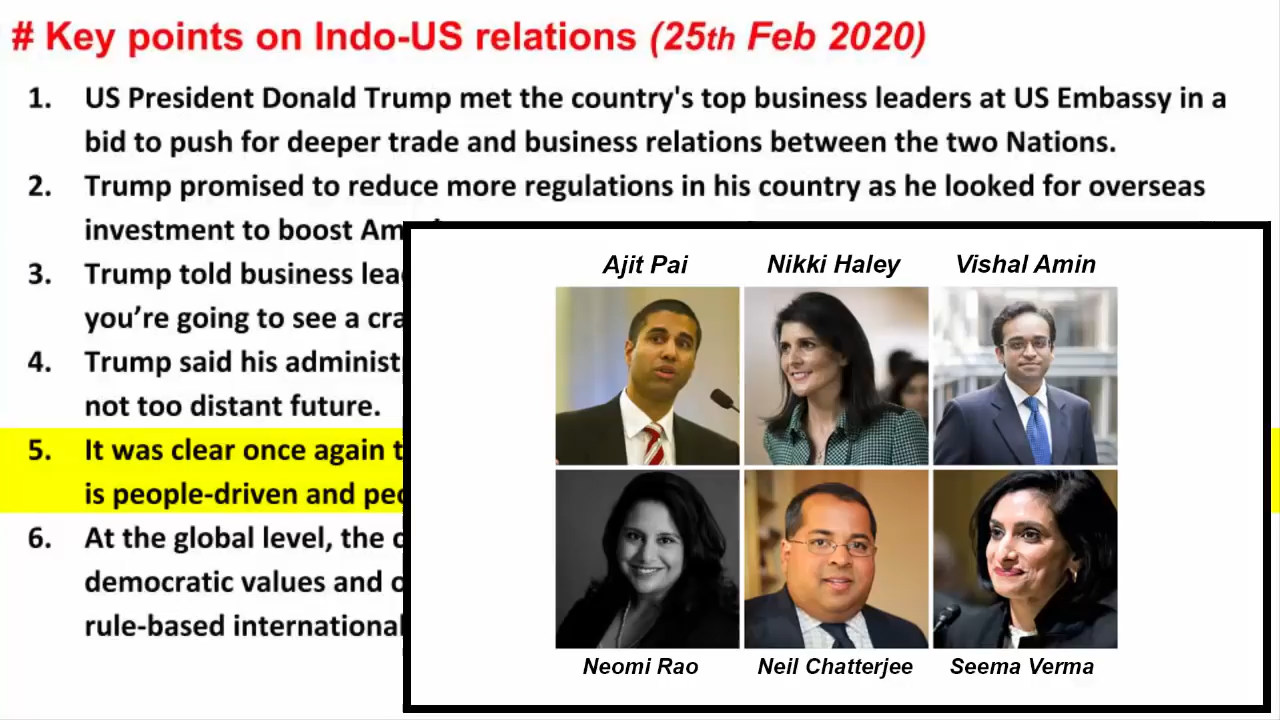 # Key points on Indo-US relations (25th Feb 2020)
1. US President Donald Trump met the country's top business leaders at US Embassy in a
bid to push for deeper trade and business relations between the two Nations.
2. Trump promised to reduce more regulations in his country as he looked for overseas
investment to boost
3. Trump told business
you're going to see a
4. Trump said his
not too distant future.
5. It was clear once again
is people-driven and
6. At the global level, the
democratic values and
rule-based international
Ajit Pai Nikki Haley Vishal Amin
Neomi Rao Neil Chatterjee Seema Verma